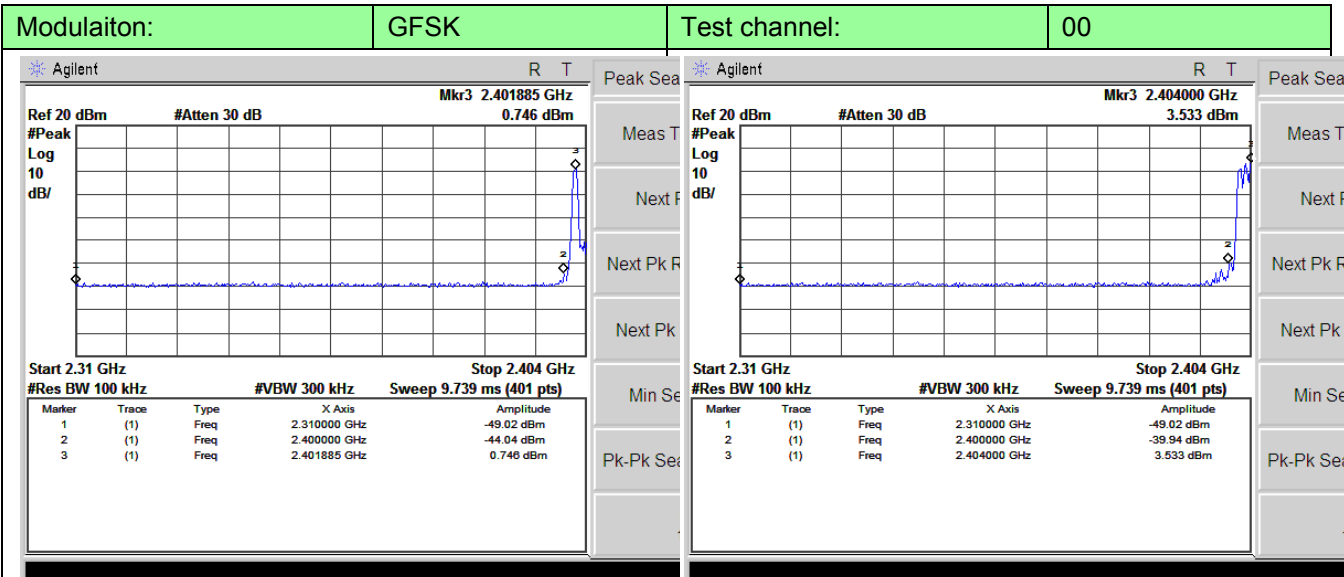 Modulaiton: GFSK Test channel: 00
Agilent R T
Mkr3 2.401885 GHz
Ref 20 dBm #Atten 30 dB 0.746 dBm
#Peak
Log
10
dB/
3
2
1
Start 2.31 GHz Stop 2.404 GHz
#Res BW 100 kHz #VBW 300 kHz Sweep 9.739 ms (401 pts)
Marker Trace Type X Axis Amplitude
1 (1) Freq 2.310000 GHz -49.02 dBm
2 (1) Freq 2.400000 GHz -44.04 dBm
3 (1) Freq 2.401885 GHz 0.746 dBm
Peak Sea
Meas T
Next
Next Pk R
Next Pk
Min Se
Pk-Pk Sea
Agilent R T
Mkr3 2.404000 GHz
Ref 20 dBm #Atten 30 dB 3.533 dBm
#Peak
Log
10
dB/
3
2
1
Start 2.31 GHz Stop 2.404 GHz
#Res BW 100 kHz #VBW 300 kHz Sweep 9.739 ms (401 pts)
Marker Trace Type X Axis Amplitude
1 (1) Freq 2.310000 GHz -49.02 dBm
2 (1) Freq 2.400000 GHz -39.94 dBm
3 (1) Freq 2.404000 GHz 3.533 dBm
Peak Sea
Meas T
Next
Next Pk R
Next Pk
Min Se
Pk-Pk Sea